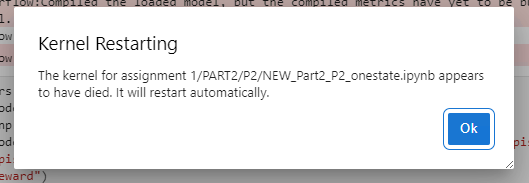 rflow:Compiled the loaded model, but the compiled metrics have yet to be bu
Kernel Restarting
The kernel for assignment 1/PART2/P2/NEW_Part2_P2_onestate.ipynb appears
to have died. It will restart automatically.
Ok
eward")